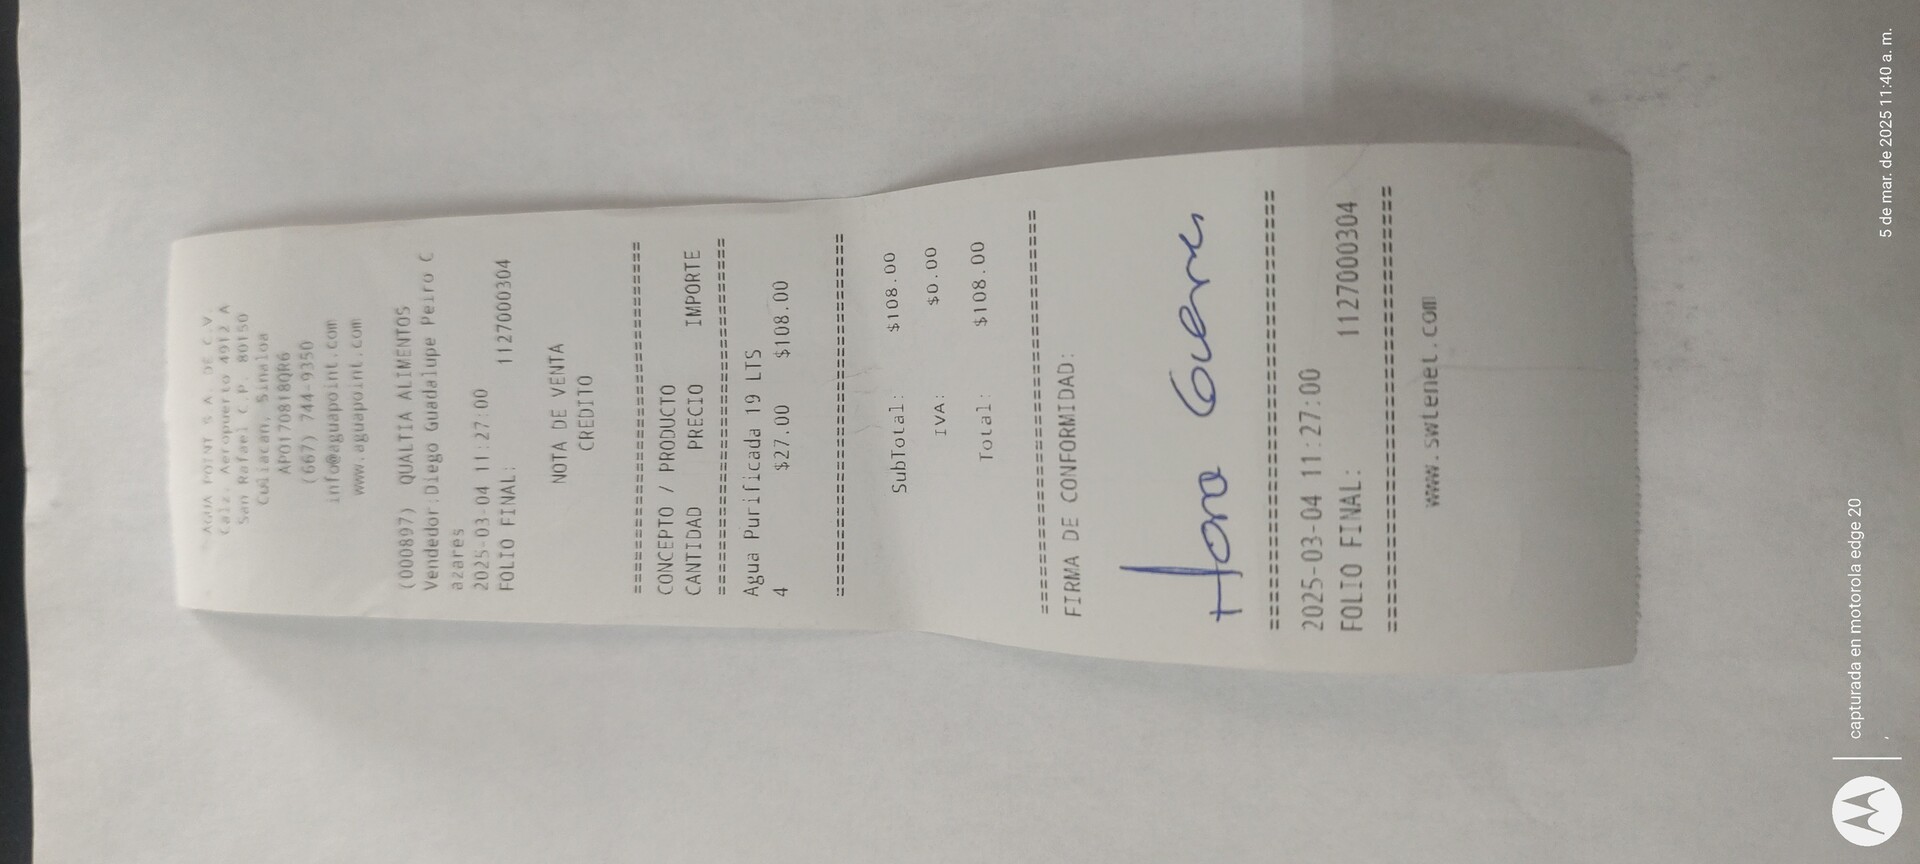 AGUA POINT S.A. DE C.V.
Calz. Aeropuerto 4912 A
San Rafael C.P. 80150
Culiacan, Sinaloa
APO170818QR6
(667) 744-9350
info@aguapoint.com
www.aguapoint.com
(000897) QUALTIA ALIMENTOS
Vendedor:Diego Guadalupe Peiro C
azares
2025-03-04 11:27:00
FOLIO FINAL: 1127000304
NOTA DE VENTA
CREDITO
================================
CONCEPTO / PRODUCTO
CANTIDAD PRECIO IMPORTE
================================
Agua Purificada 19 LTS
4 $27.00 $108.00
================================
SubTotal: $108.00
IVA: $0.00
Total: $108.00
================================
FIRMA DE CONFORMIDAD:
================================
2025-03-04 11:27:00
FOLIO FINAL: 1127000304
================================
www.swtenet.com
capturada en motorola edge 20
5 de mar. de 2025 11:40 a. m.